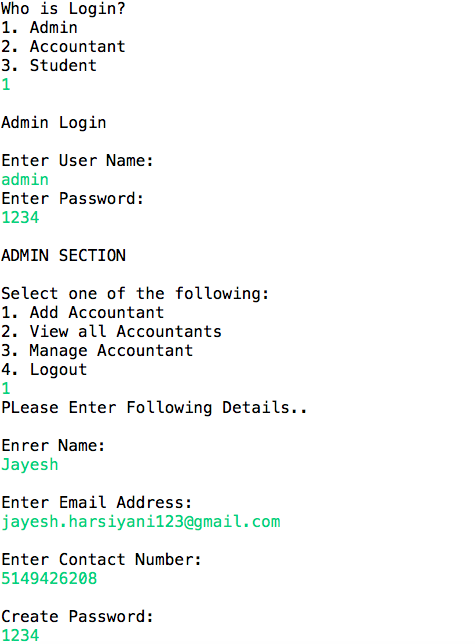 Who is Login?
1. Admin
2. Accountant
3. Student
1
Admin Login
Enter User Name:
admin
Enter Password:
1234
ADMIN SECTION
Select one of the following:
1. Add Accountant
2. View all Accountants
3. Manage Accountant
4. Logout
1
PLease Enter Following Details..
Enrer Name:
Jayesh
Enter Email Address:
jayesh.harsiyani123@gmail.com
Enter Contact Number:
5149426208
Create Password:
1234